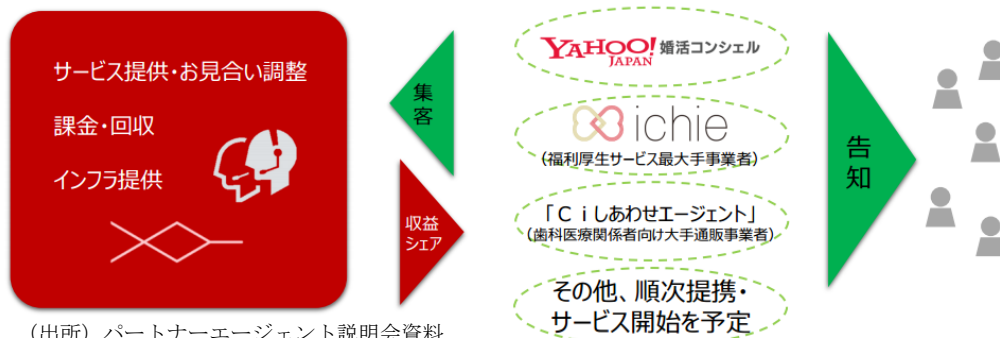 サービス提供・お見合い調整
課金・回収
インフラ提供
集客
収益
シェア
YAHOO! 婚活コンシェル
JAPAN
ichie
(福利厚生サービス最大手事業者)
「Ciしあわせエージェント」
(歯科医療関係者向け大手通販事業者)
その他、順次提携・
サービス開始を予定
告知
(出所) パートナーエージェント説明会資料